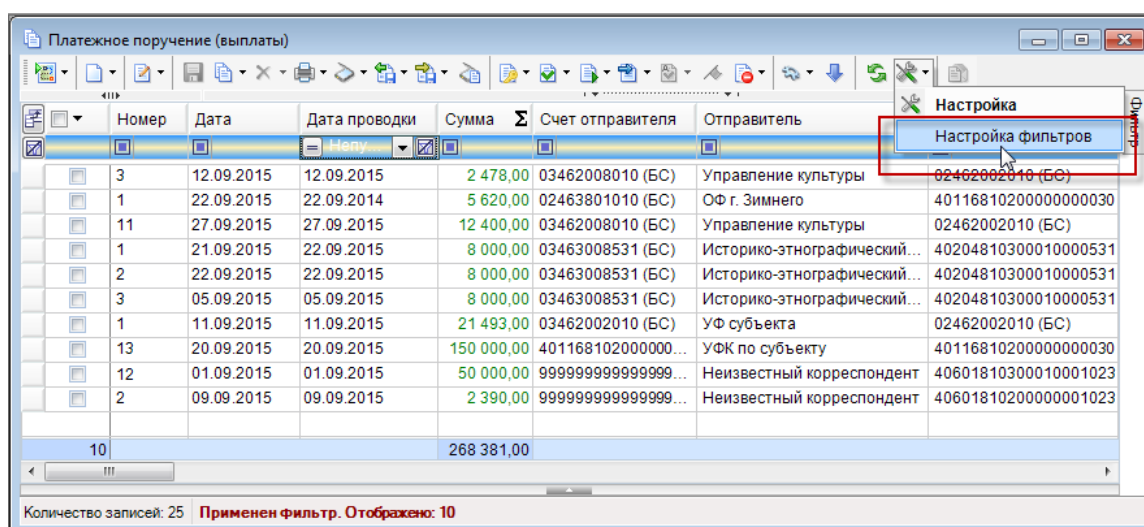 Платежное поручение (выплаты)
Настройка
Настройка фильтров
Фильтр
Номер Дата Дата проводки Сумма Σ Счет отправителя Отправитель
= Непу...
3 12.09.2015 12.09.2015 2 478,00 03462008010 (БС) Управление культуры 02462002010 (БС)
1 22.09.2015 22.09.2014 5 620,00 02463801010 (БС) ОФ г. Зимнего 40116810200000000030
11 27.09.2015 27.09.2015 12 400,00 03462008010 (БС) Управление культуры 02462002010 (БС)
1 21.09.2015 22.09.2015 8 000,00 03463008531 (БС) Историко-этнографический... 40204810300010000531
2 22.09.2015 22.09.2015 8 000,00 03463008531 (БС) Историко-этнографический... 40204810300010000531
3 05.09.2015 05.09.2015 8 000,00 03463008531 (БС) Историко-этнографический... 40204810300010000531
1 11.09.2015 11.09.2015 21 493,00 03462002010 (БС) УФ субъекта 02462002010 (БС)
13 20.09.2015 20.09.2015 150 000,00 401168102000000... УФК по субъекту 40116810200000000030
12 01.09.2015 01.09.2015 50 000,00 999999999999999... Неизвестный корреспондент 40601810300010001023
2 09.09.2015 09.09.2015 2 390,00 999999999999999... Неизвестный корреспондент 40601810200000001023
10 268 381,00
Количество записей: 25 Применен фильтр. Отображено: 10